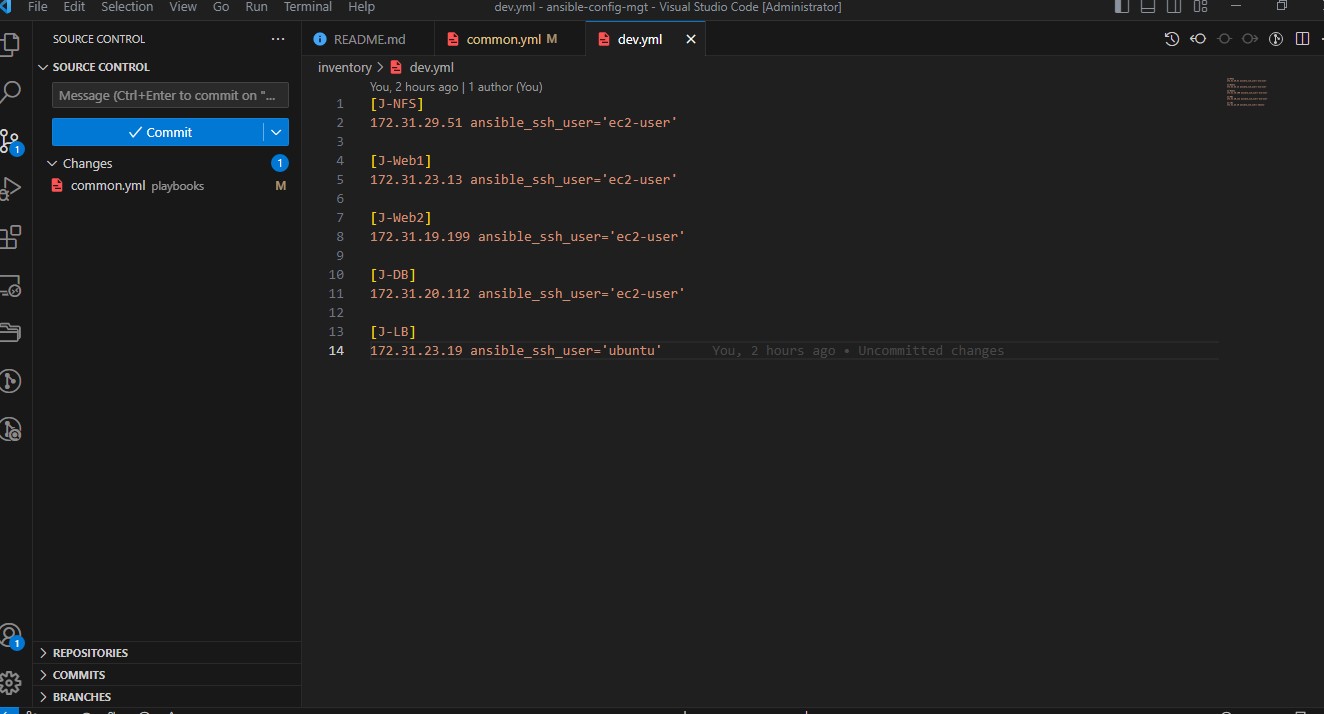 File Edit Selection View Go Run Terminal Help
dev.yml - ansible-config-mgt - Visual Studio Code [Administrator]
SOURCE CONTROL
SOURCE CONTROL
Message (Ctrl+Enter to commit on "...
Commit
Changes 1
common.yml playbooks M
1
1
REPOSITORIES
COMMITS
BRANCHES
README.md common.yml M dev.yml
inventory > dev.yml
You, 2 hours ago | 1 author (You)
1 [J-NFS]
2 172.31.29.51 ansible_ssh_user='ec2-user'
3
4 [J-Web1]
5 172.31.23.13 ansible_ssh_user='ec2-user'
6
7 [J-Web2]
8 172.31.19.199 ansible_ssh_user='ec2-user'
9
10 [J-DB]
11 172.31.20.112 ansible_ssh_user='ec2-user'
12
13 [J-LB]
14 172.31.23.19 ansible_ssh_user='ubuntu' You, 2 hours ago • Uncommitted changes